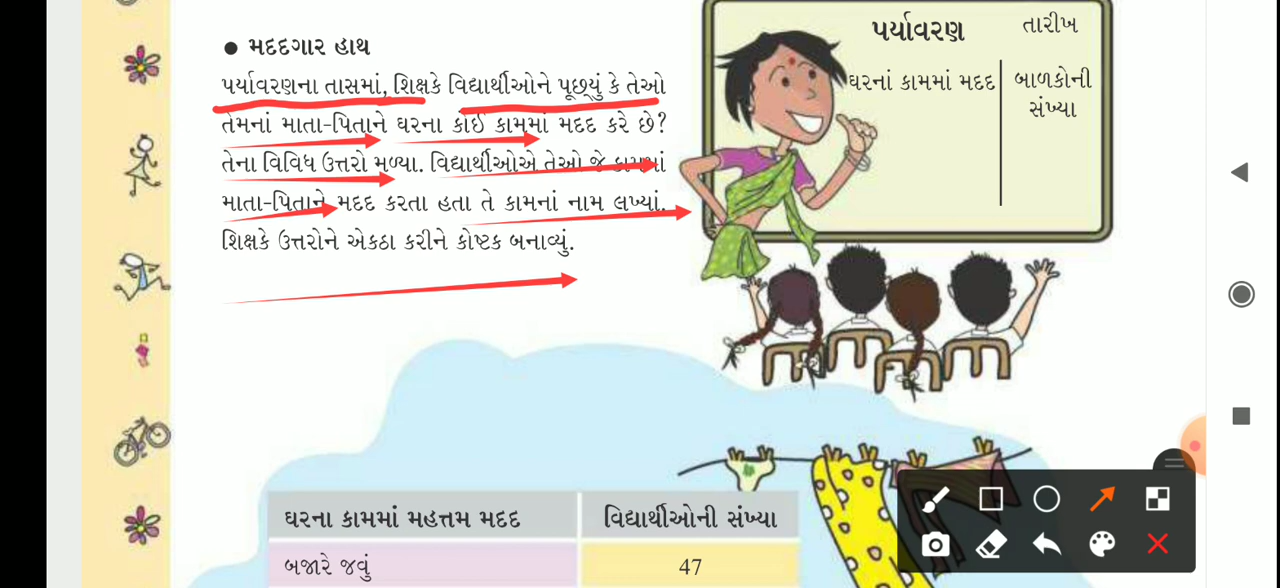 ● મદદગાર હાથ
પર્યાવરણના તાસમાં, શિક્ષકે વિદ્યાર્થીઓને પૂછ્યું કે તેઓ
તેમનાં માતા-પિતાને ઘરના કોઈ કામમાં મદદ કરે છે?
તેના વિવિધ ઉત્તરો મળ્યા. વિદ્યાર્થીઓએ તેઓ જે કામમાં
માતા-પિતાને મદદ કરતા હતા તે કામનાં નામ લખ્યાં.
શિક્ષકે ઉત્તરોને એકઠા કરીને કોષ્ટક બનાવ્યું.
પર્યાવરણ તારીખ
ઘરનાં કામમાં મદદ બાળકોની
સંખ્યા
ઘરના કામમાં મહત્તમ મદદ વિદ્યાર્થીઓની સંખ્યા
બજારે જવું 47